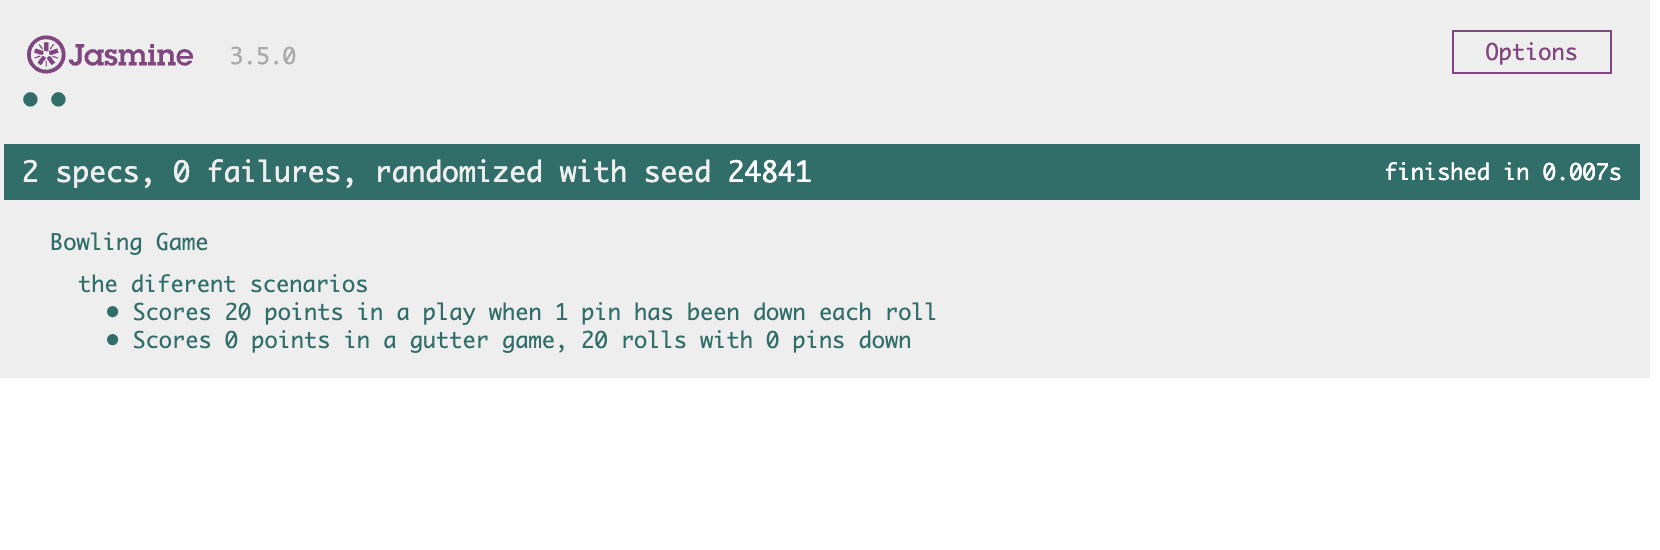 Jasmine 3.5.0 Options
2 specs, 0 failures, randomized with seed 24841 finished in 0.007s
Bowling Game
the diferent scenarios
• Scores 20 points in a play when 1 pin has been down each roll
• Scores 0 points in a gutter game, 20 rolls with 0 pins down